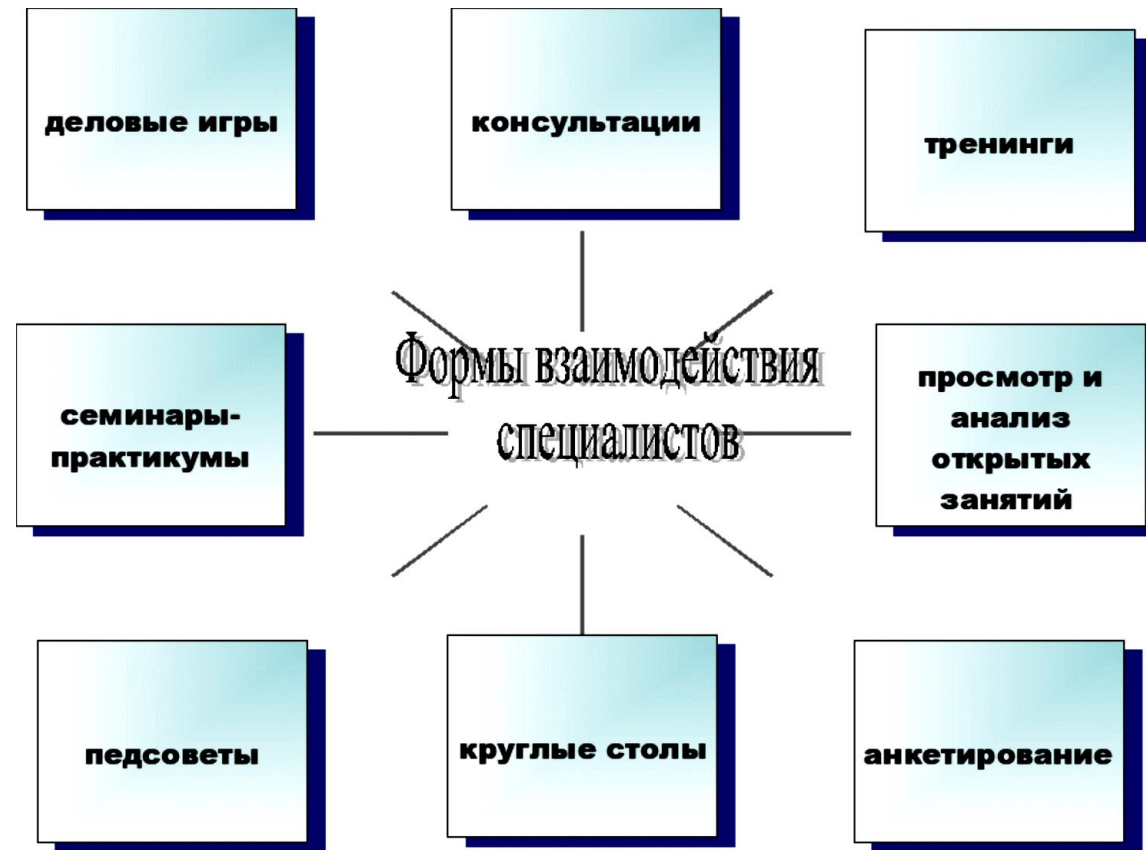 деловые игры
консультации
тренинги
Формы взаимодействия
специалистов
семинары-
практикумы
просмотр и
анализ
открытых
занятий
педсоветы
круглые столы
анкетирование